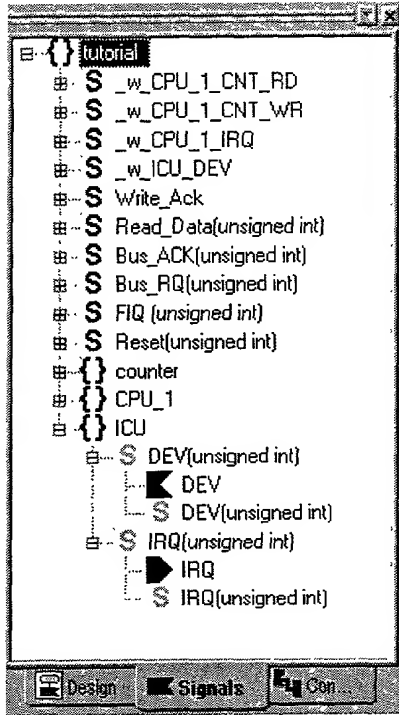 tutorial
S _w_CPU_1_CNT_RD
S _w_CPU_1_CNT_WR
S _w_CPU_1_IRQ
S _w_ICU_DEV
S Write_Ack
S Read_Data(unsigned int)
S Bus_ACK(unsigned int)
S Bus_RQ(unsigned int)
S FIQ (unsigned int)
S Reset(unsigned int)
{} counter
{} CPU_1
{} ICU
S DEV(unsigned int)
DEV
S DEV(unsigned int)
S IRQ(unsigned int)
IRQ
S IRQ(unsigned int)
Design Signals Con...